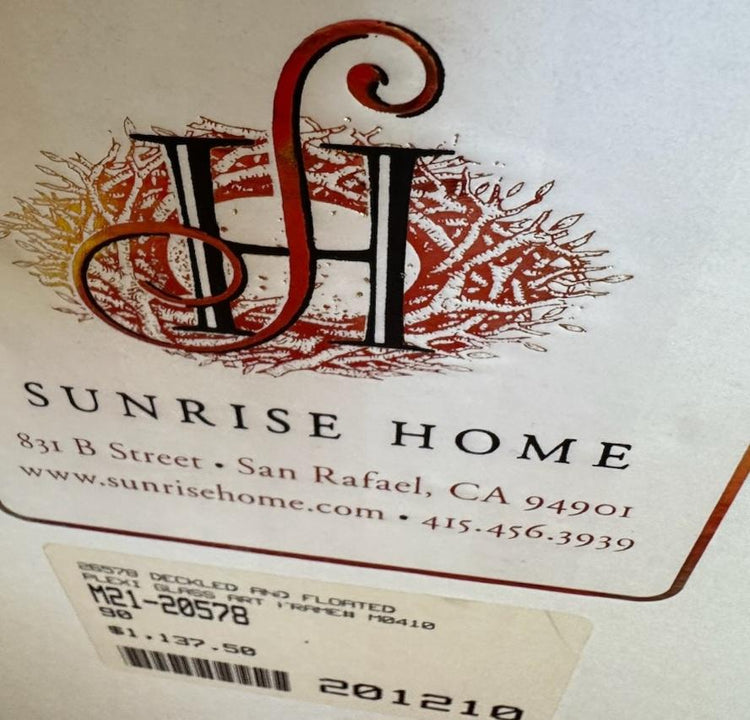 SH
SUNRISE HOME
831 B Street • San Rafael, CA 94901
www.sunrisehome.com • 415.456.3939
20578 DECKLED AND FLOATED
PLEXI GLASS ART FRAME# M0410
M21-20578
90
$1,137.50
201210